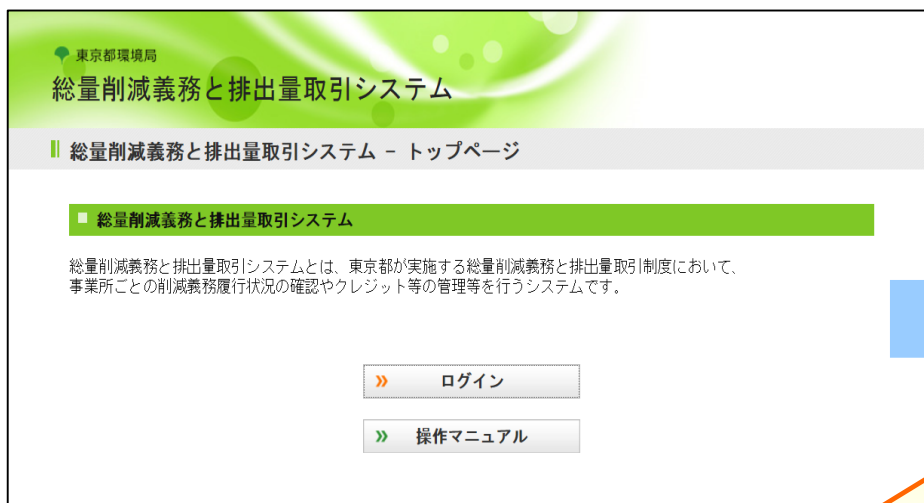 東京都環境局
総量削減義務と排出量取引システム
総量削減義務と排出量取引システム － トップページ
総量削減義務と排出量取引システム
総量削減義務と排出量取引システムとは、東京都が実施する総量削減義務と排出量取引制度において、
事業所ごとの削減義務履行状況の確認やクレジット等の管理等を行うシステムです。
ログイン
操作マニュアル